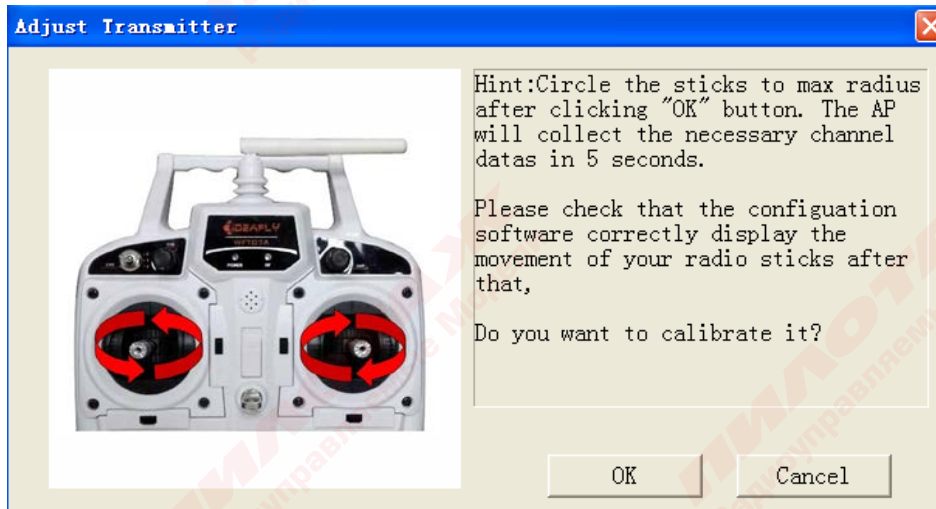 Adjust Transmitter
Hint:Circle the sticks to max radius
after clicking "OK" button. The AP
will collect the necessary channel
datas in 5 seconds.
Please check that the configuation
software correctly display the
movement of your radio sticks after
that,
Do you want to calibrate it?
IDEAFLY
POWER
OK
Cancel